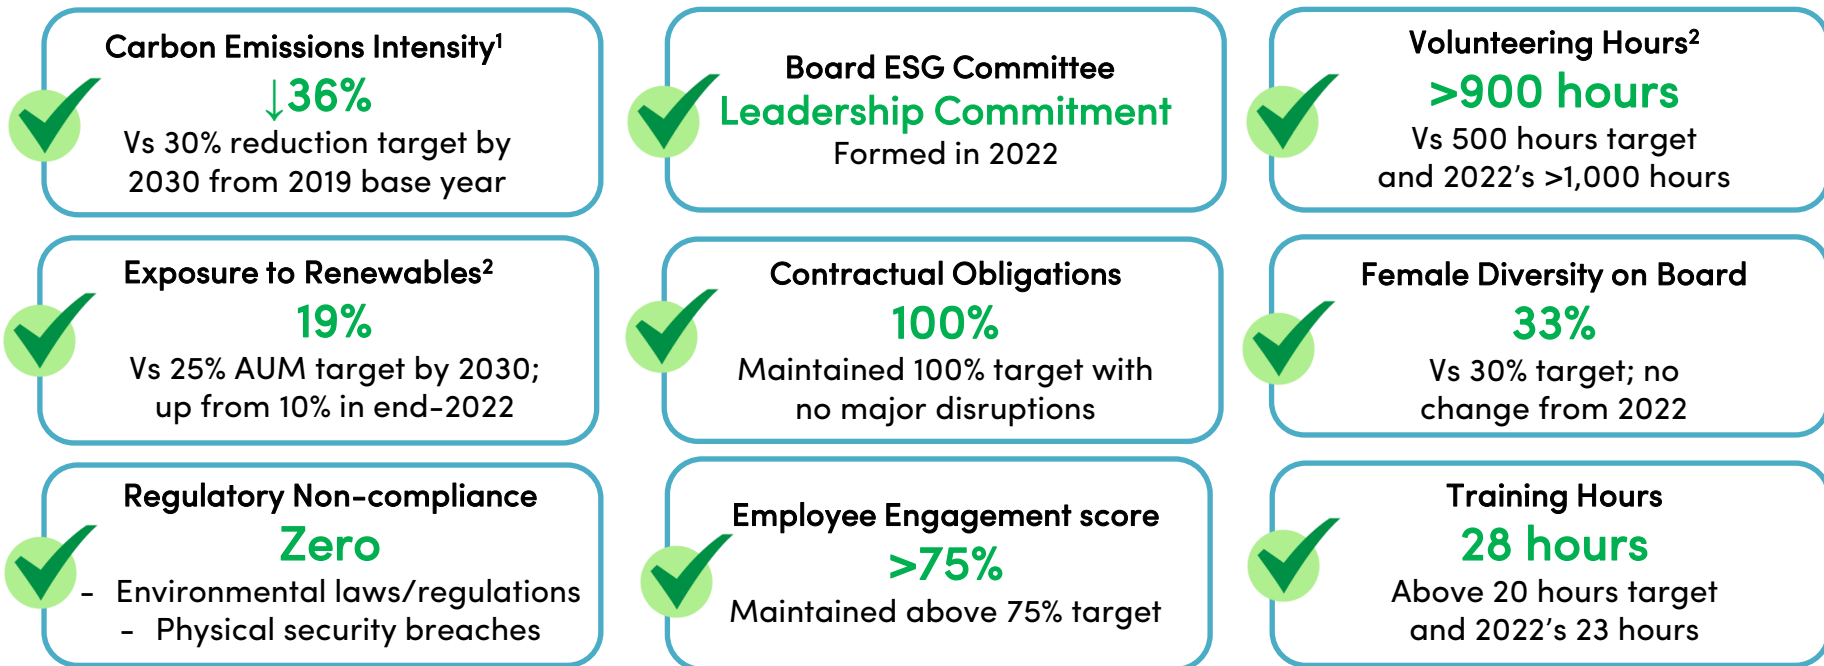 Carbon Emissions Intensity¹
↓36%
Vs 30% reduction target by
2030 from 2019 base year
Board ESG Committee
Leadership Commitment
Formed in 2022
Volunteering Hours²
>900 hours
Vs 500 hours target
and 2022's >1,000 hours
Exposure to Renewables²
19%
Vs 25% AUM target by 2030;
up from 10% in end-2022
Contractual Obligations
100%
Maintained 100% target with
no major disruptions
Female Diversity on Board
33%
Vs 30% target; no
change from 2022
Regulatory Non-compliance
Zero
- Environmental laws/regulations
- Physical security breaches
Employee Engagement score
>75%
Maintained above 75% target
Training Hours
28 hours
Above 20 hours target
and 2022's 23 hours